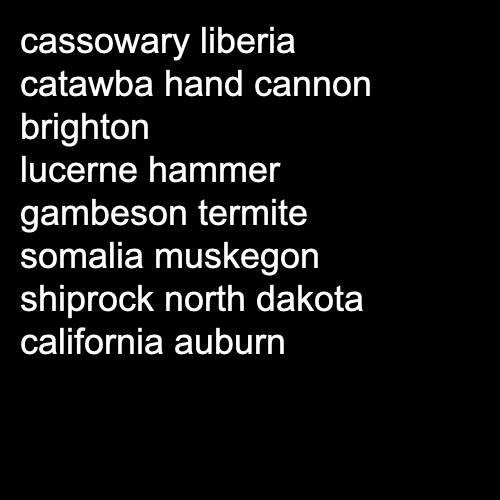 cassowary liberia
catawba hand cannon
brighton
lucerne hammer
gambeson termite
somalia muskegon
shiprock north dakota
california auburn